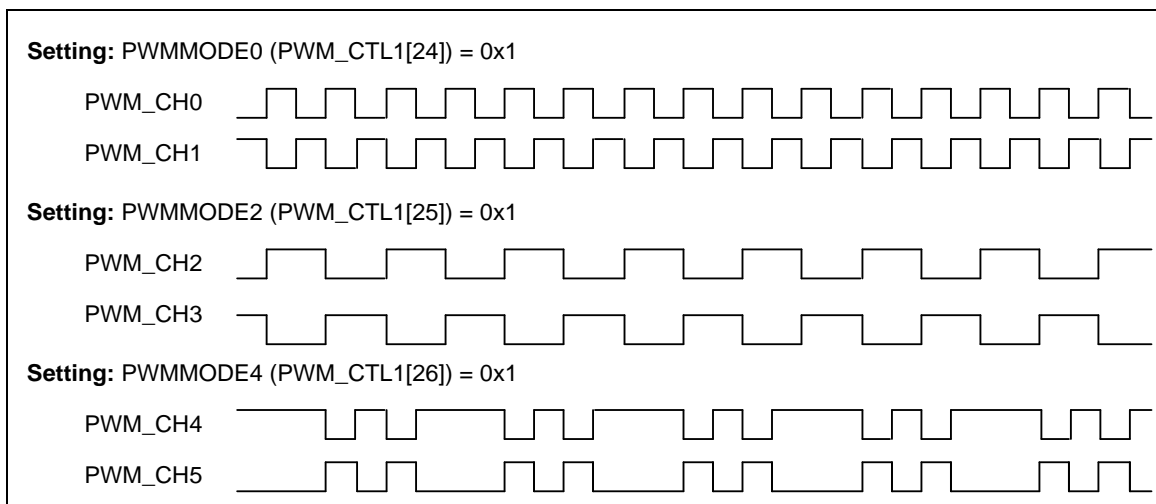 Setting: PWMMODE0 (PWM_CTL1[24]) = 0x1
PWM_CH0
PWM_CH1
Setting: PWMMODE2 (PWM_CTL1[25]) = 0x1
PWM_CH2
PWM_CH3
Setting: PWMMODE4 (PWM_CTL1[26]) = 0x1
PWM_CH4
PWM_CH5